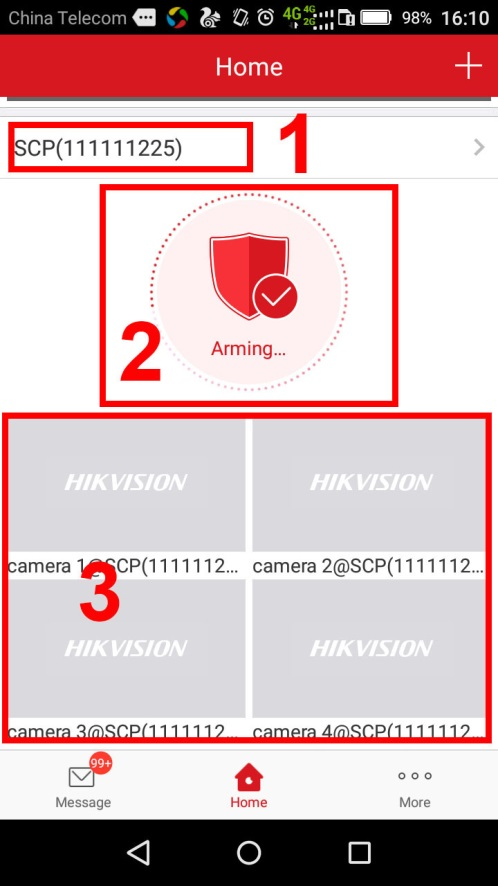 China Telecom 4G 4G 2G 98% 16:10
Home
SCP(111111225)
1
Arming...
2
HIKVISION HIKVISION
camera 1@SCP(1111112... camera 2@SCP(1111112...
3
HIKVISION HIKVISION
camera 3@SCP(1111112... camera 4@SCP(1111112...
99+
Message Home More